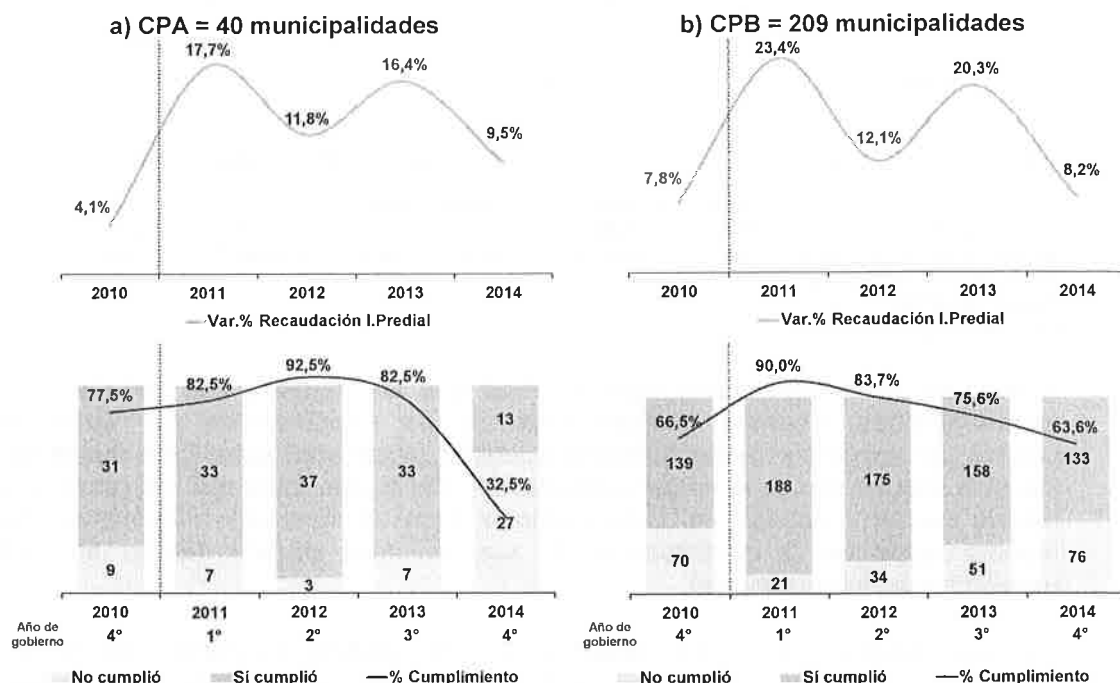 a) CPA = 40 municipalidades
17,7%
16,4%
11,8%
9,5%
4,1%
2010 2011 2012 2013 2014
Var.% Recaudación I.Predial
92,5%
82,5%
82,5%
77,5%
13
31
33
37
33
32,5%
27
9
7
3
7
2010 2011 2012 2013 2014
Año de
gobierno
4° 1° 2° 3° 4°
No cumplió Sí cumplió % Cumplimiento
b) CPB = 209 municipalidades
23,4%
20,3%
12,1%
7,8%
8,2%
2010 2011 2012 2013 2014
Var.% Recaudación I.Predial
90,0%
83,7%
75,6%
66,5%
63,6%
139
188
175
158
133
70
21
34
51
76
2010 2011 2012 2013 2014
Año de
gobierno
4° 1° 2° 3° 4°
No cumplió Sí cumplió % Cumplimiento